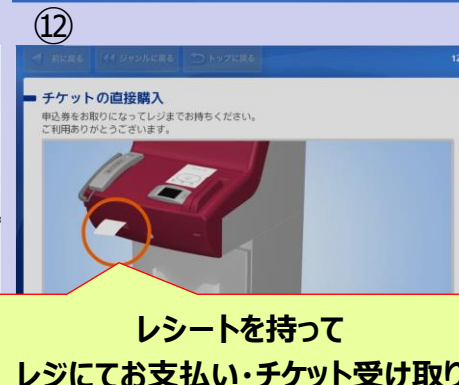 ⑫
前に戻る ジャンルに戻る トップに戻る 12
チケットの直接購入
申込券をお取りになってレジまでお持ちください。
ご利用ありがとうございます。
レシートを持って
レジにてお支払い・チケット受け取り